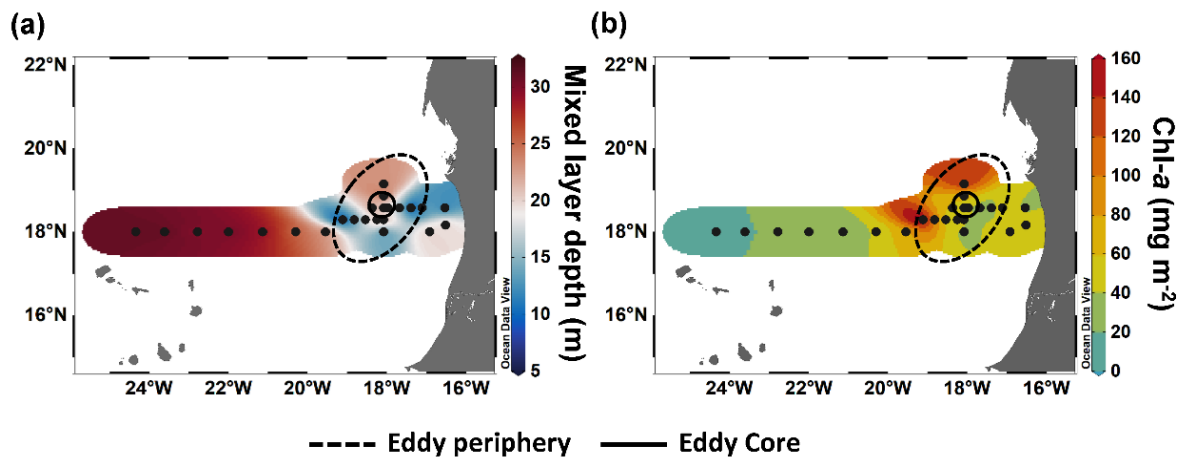 (a)
22°N
20°N
18°N
16°N
24°W 22°W 20°W 18°W 16°W
Ocean Data View
30
25
20
15
10
5
Mixed layer depth (m)
(b)
22°N
20°N
18°N
16°N
24°W 22°W 20°W 18°W 16°W
Ocean Data View
160
140
120
100
80
60
40
20
0
Chl-a (mg m⁻²)
Eddy periphery Eddy Core